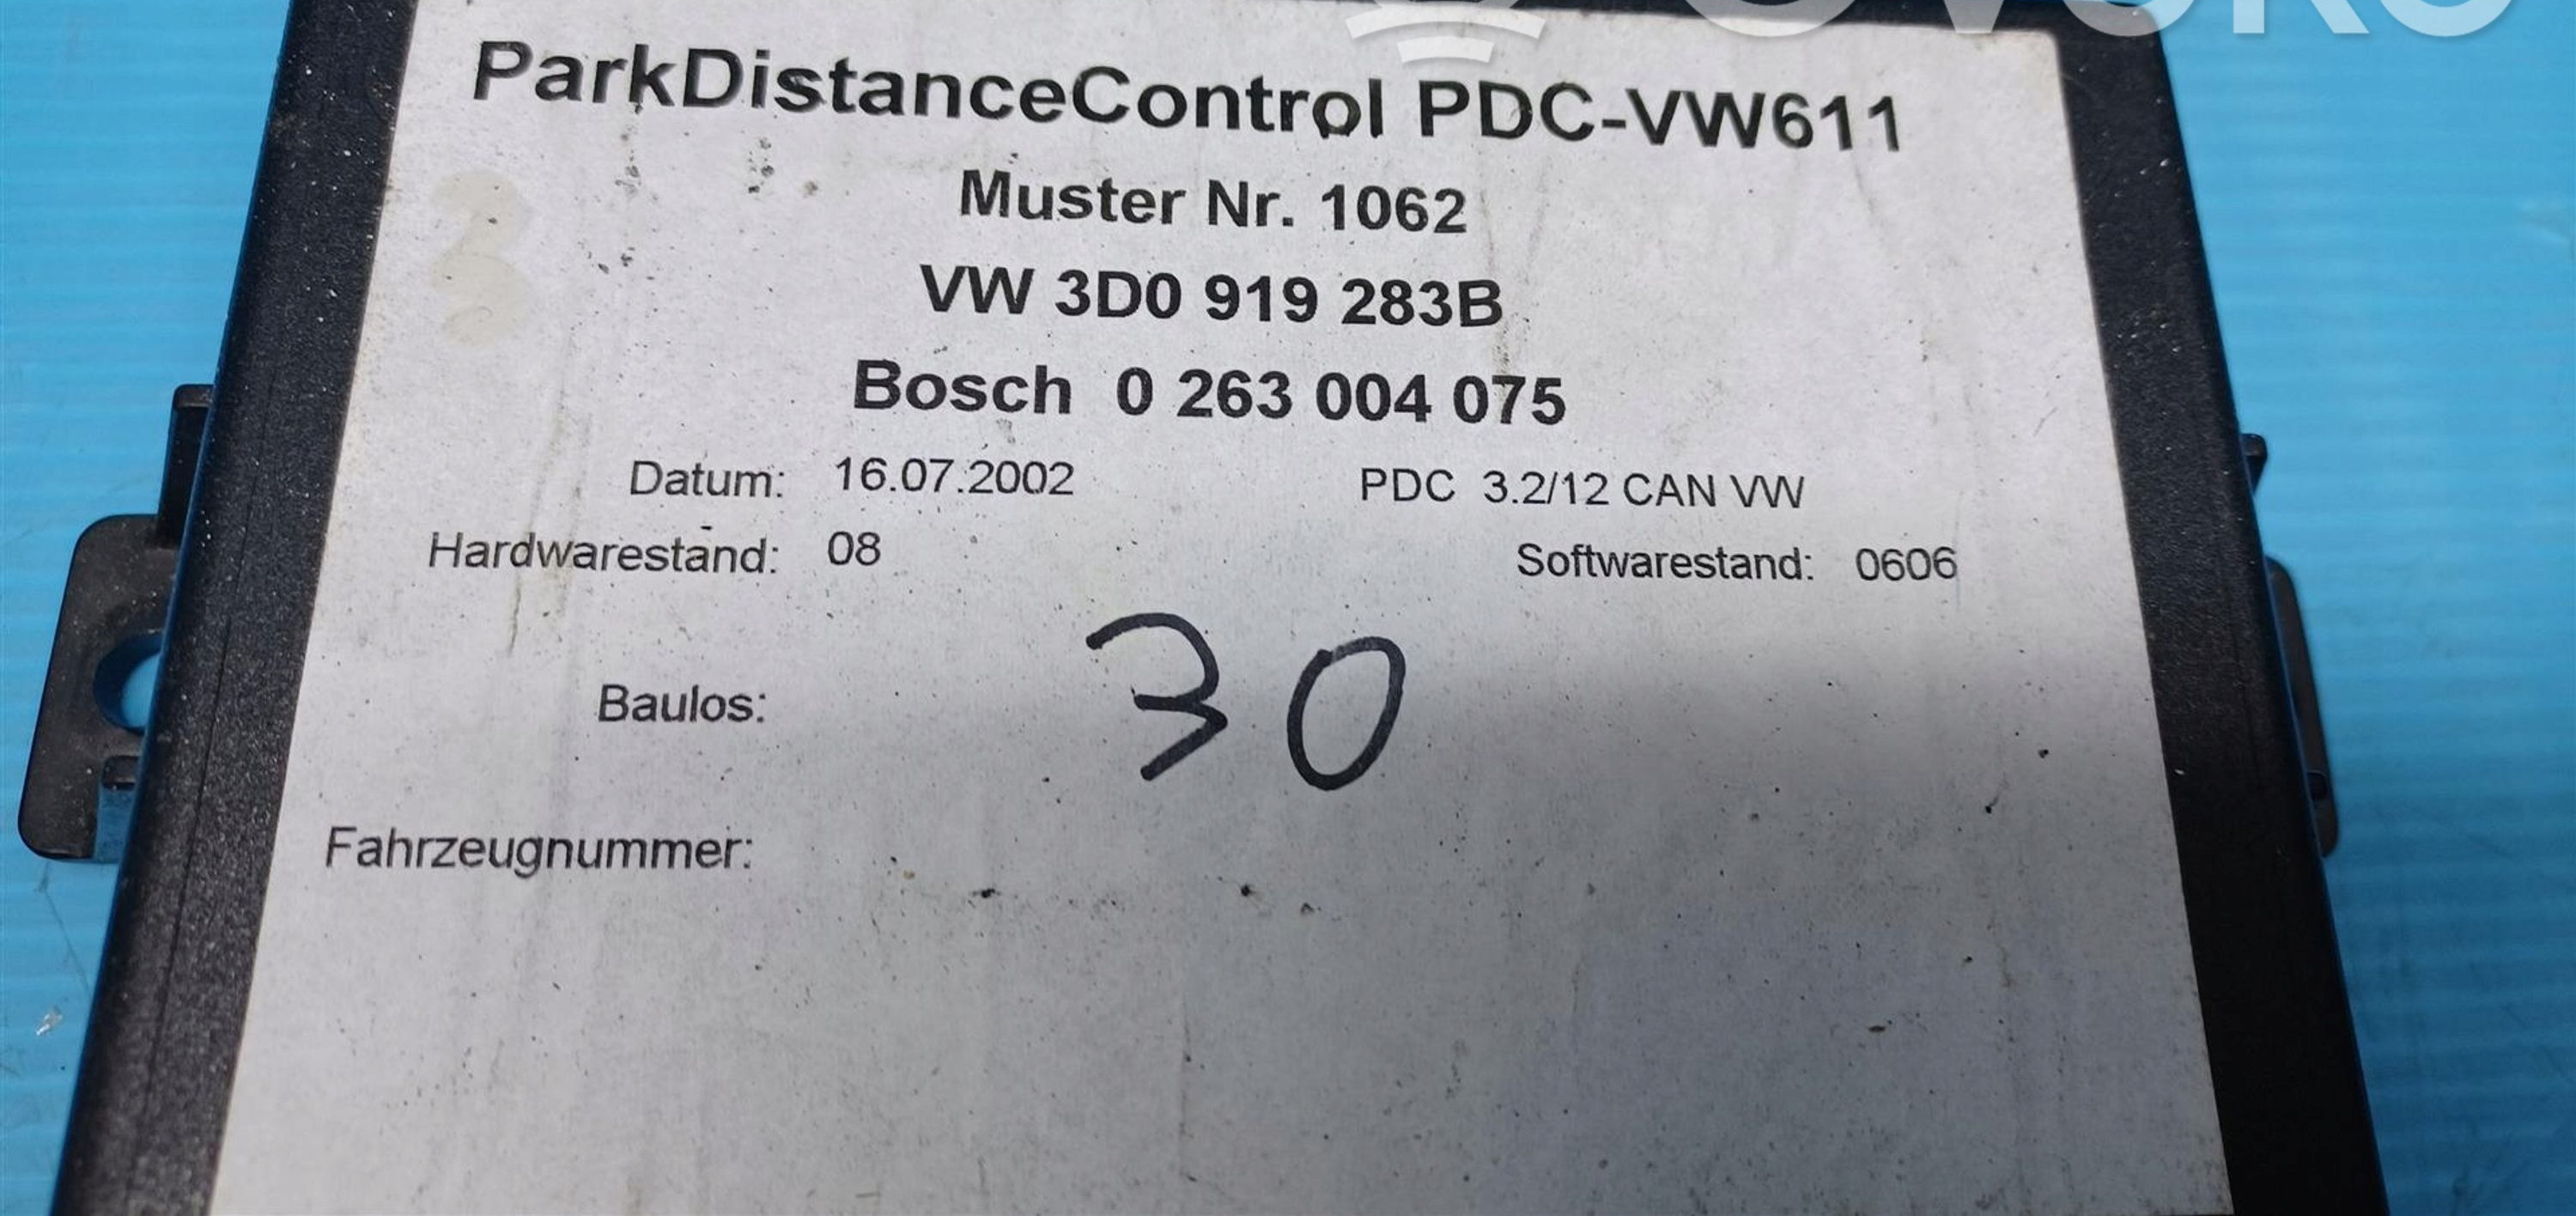 ParkDistanceControl PDC-VW611
Muster Nr. 1062
VW 3D0 919 283B
Bosch 0 263 004 075
Datum: 16.07.2002 PDC 3.2/12 CAN VW
Hardwarestand: 08 Softwarestand: 0606
Baulos: 30
Fahrzeugnummer: